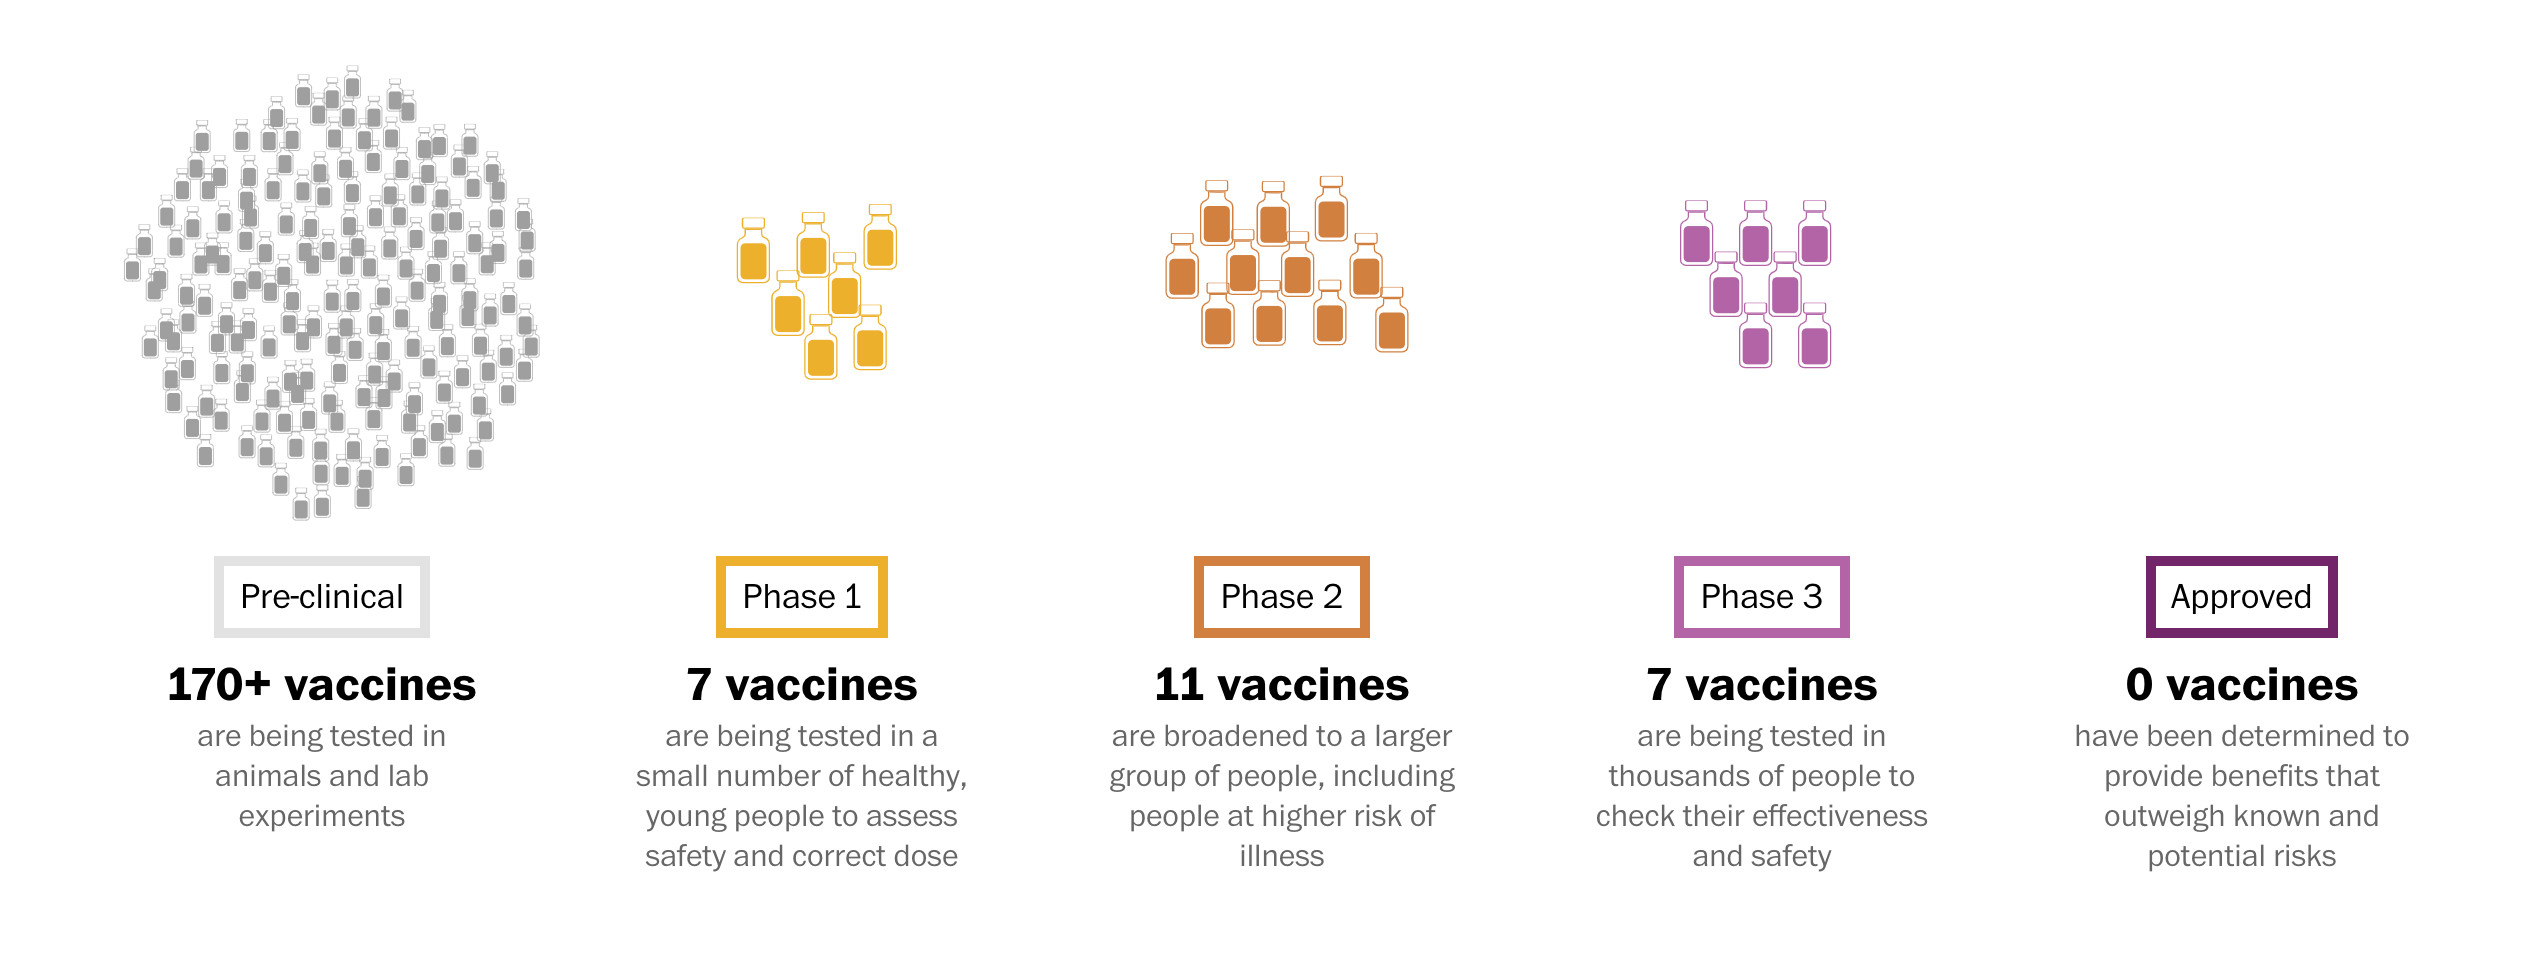 Pre-clinical
170+ vaccines
are being tested in
animals and lab
experiments
Phase 1
7 vaccines
are being tested in a
small number of healthy,
young people to assess
safety and correct dose
Phase 2
11 vaccines
are broadened to a larger
group of people, including
people at higher risk of
illness
Phase 3
7 vaccines
are being tested in
thousands of people to
check their effectiveness
and safety
Approved
0 vaccines
have been determined to
provide benefits that
outweigh known and
potential risks